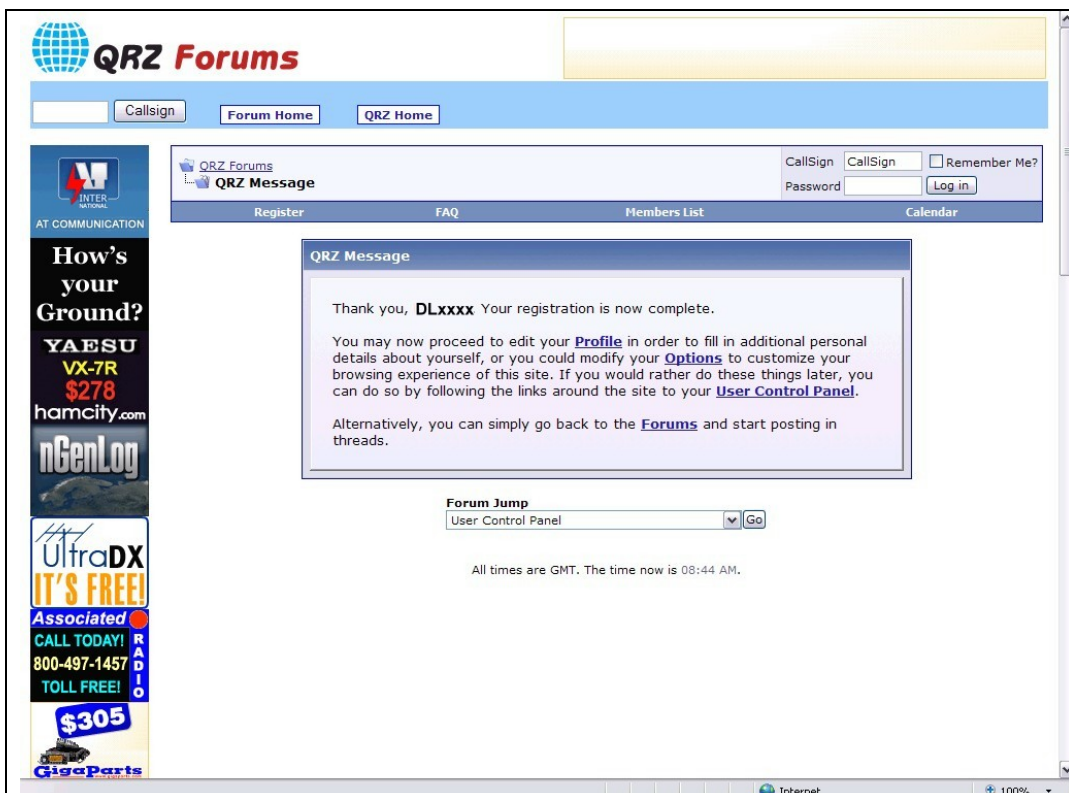 QRZ Forums
Callsign
Forum Home
QRZ Home
QRZ Forums
QRZ Message
CallSign CallSign Remember Me?
Password Log in
Register FAQ Members List Calendar
INTER
NATIONAL
AT COMMUNICATION
How's
your
Ground?
YAESU
VX-7R
$278
hamcity.com
nGenLog
UltraDX
IT'S FREE!
Associated
RADIO
CALL TODAY!
800-497-1457
TOLL FREE!
$305
GigaParts
QRZ Message
Thank you, DLxxxx Your registration is now complete.
You may now proceed to edit your Profile in order to fill in additional personal
details about yourself, or you could modify your Options to customize your
browsing experience of this site. If you would rather do these things later, you
can do so by following the links around the site to your User Control Panel.
Alternatively, you can simply go back to the Forums and start posting in
threads.
Forum Jump
User Control Panel Go
All times are GMT. The time now is 08:44 AM.
Internet 100%